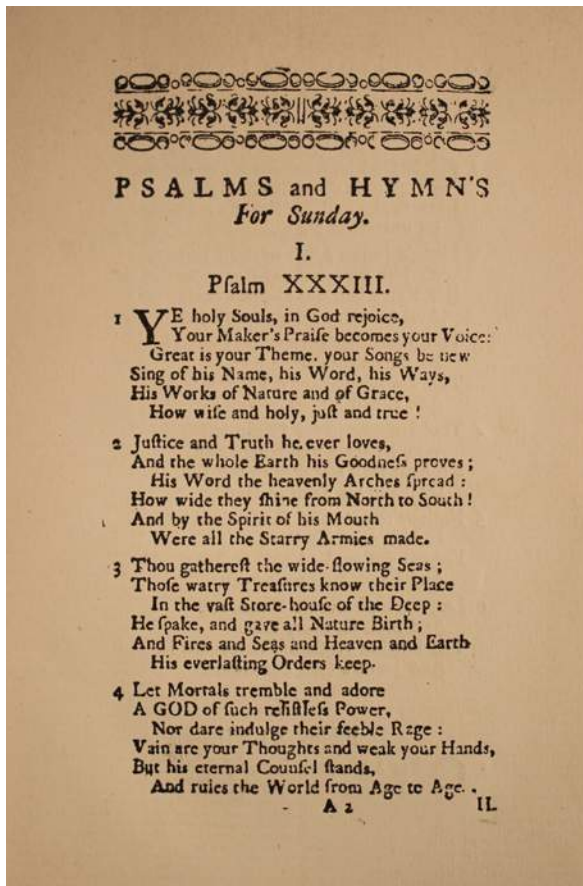 PSALMS and HYMN'S
For Sunday.
I.
Pſalm XXXIII.
1 YE holy Souls, in God rejoice,
Your Maker's Praiſe becomes your Voice:
Great is your Theme, your Songs be new
Sing of his Name, his Word, his Ways,
His Works of Nature and of Grace,
How wiſe and holy, juſt and true !
2 Juſtice and Truth he ever loves,
And the whole Earth his Goodneſs proves ;
His Word the heavenly Arches ſpread :
How wide they ſhine from North to South !
And by the Spirit of his Mouth
Were all the Starry Armies made.
3 Thou gathereſt the wide-flowing Seas ;
Thoſe watry Treaſures know their Place
In the vaſt Store-houſe of the Deep :
He ſpake, and gave all Nature Birth ;
And Fires and Seas and Heaven and Earth
His everlaſting Orders keep.
4 Let Mortals tremble and adore
A GOD of ſuch reſiſtleſs Power,
Nor dare indulge their feeble Rage :
Vain are your Thoughts and weak your Hands,
But his eternal Counſel ſtands,
And rules the World from Age to Age.
A 2 II.